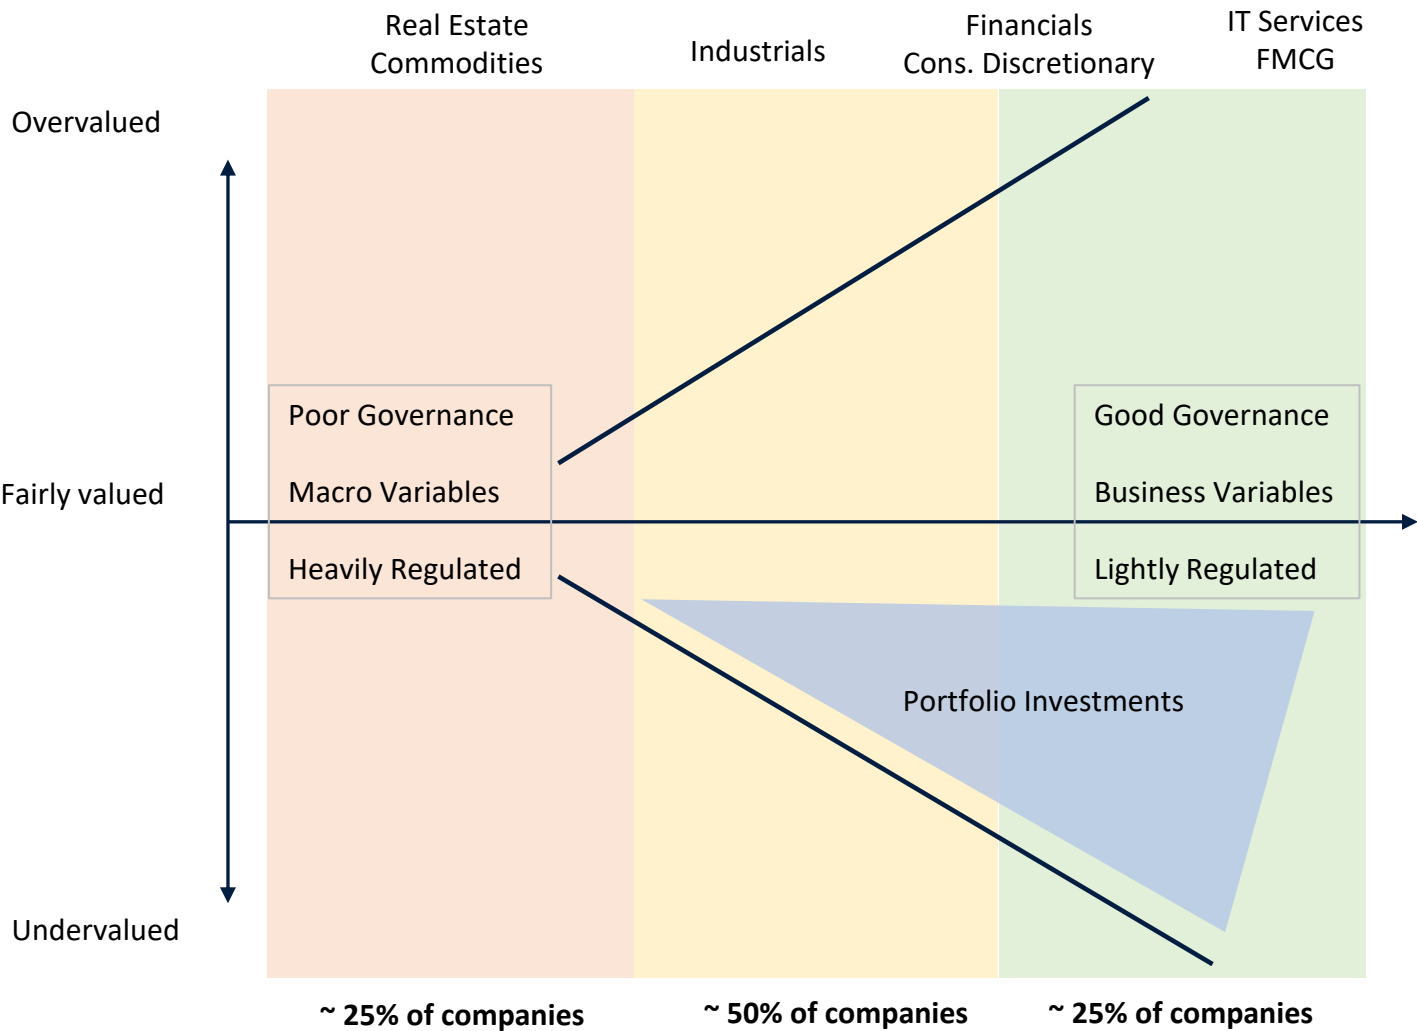 Real Estate
Commodities
Industrials
Financials
Cons. Discretionary
IT Services
FMCG
Overvalued
Poor Governance
Good Governance
Fairly valued
Macro Variables
Business Variables
Heavily Regulated
Lightly Regulated
Portfolio Investments
Undervalued
~ 25% of companies
~ 50% of companies
~ 25% of companies